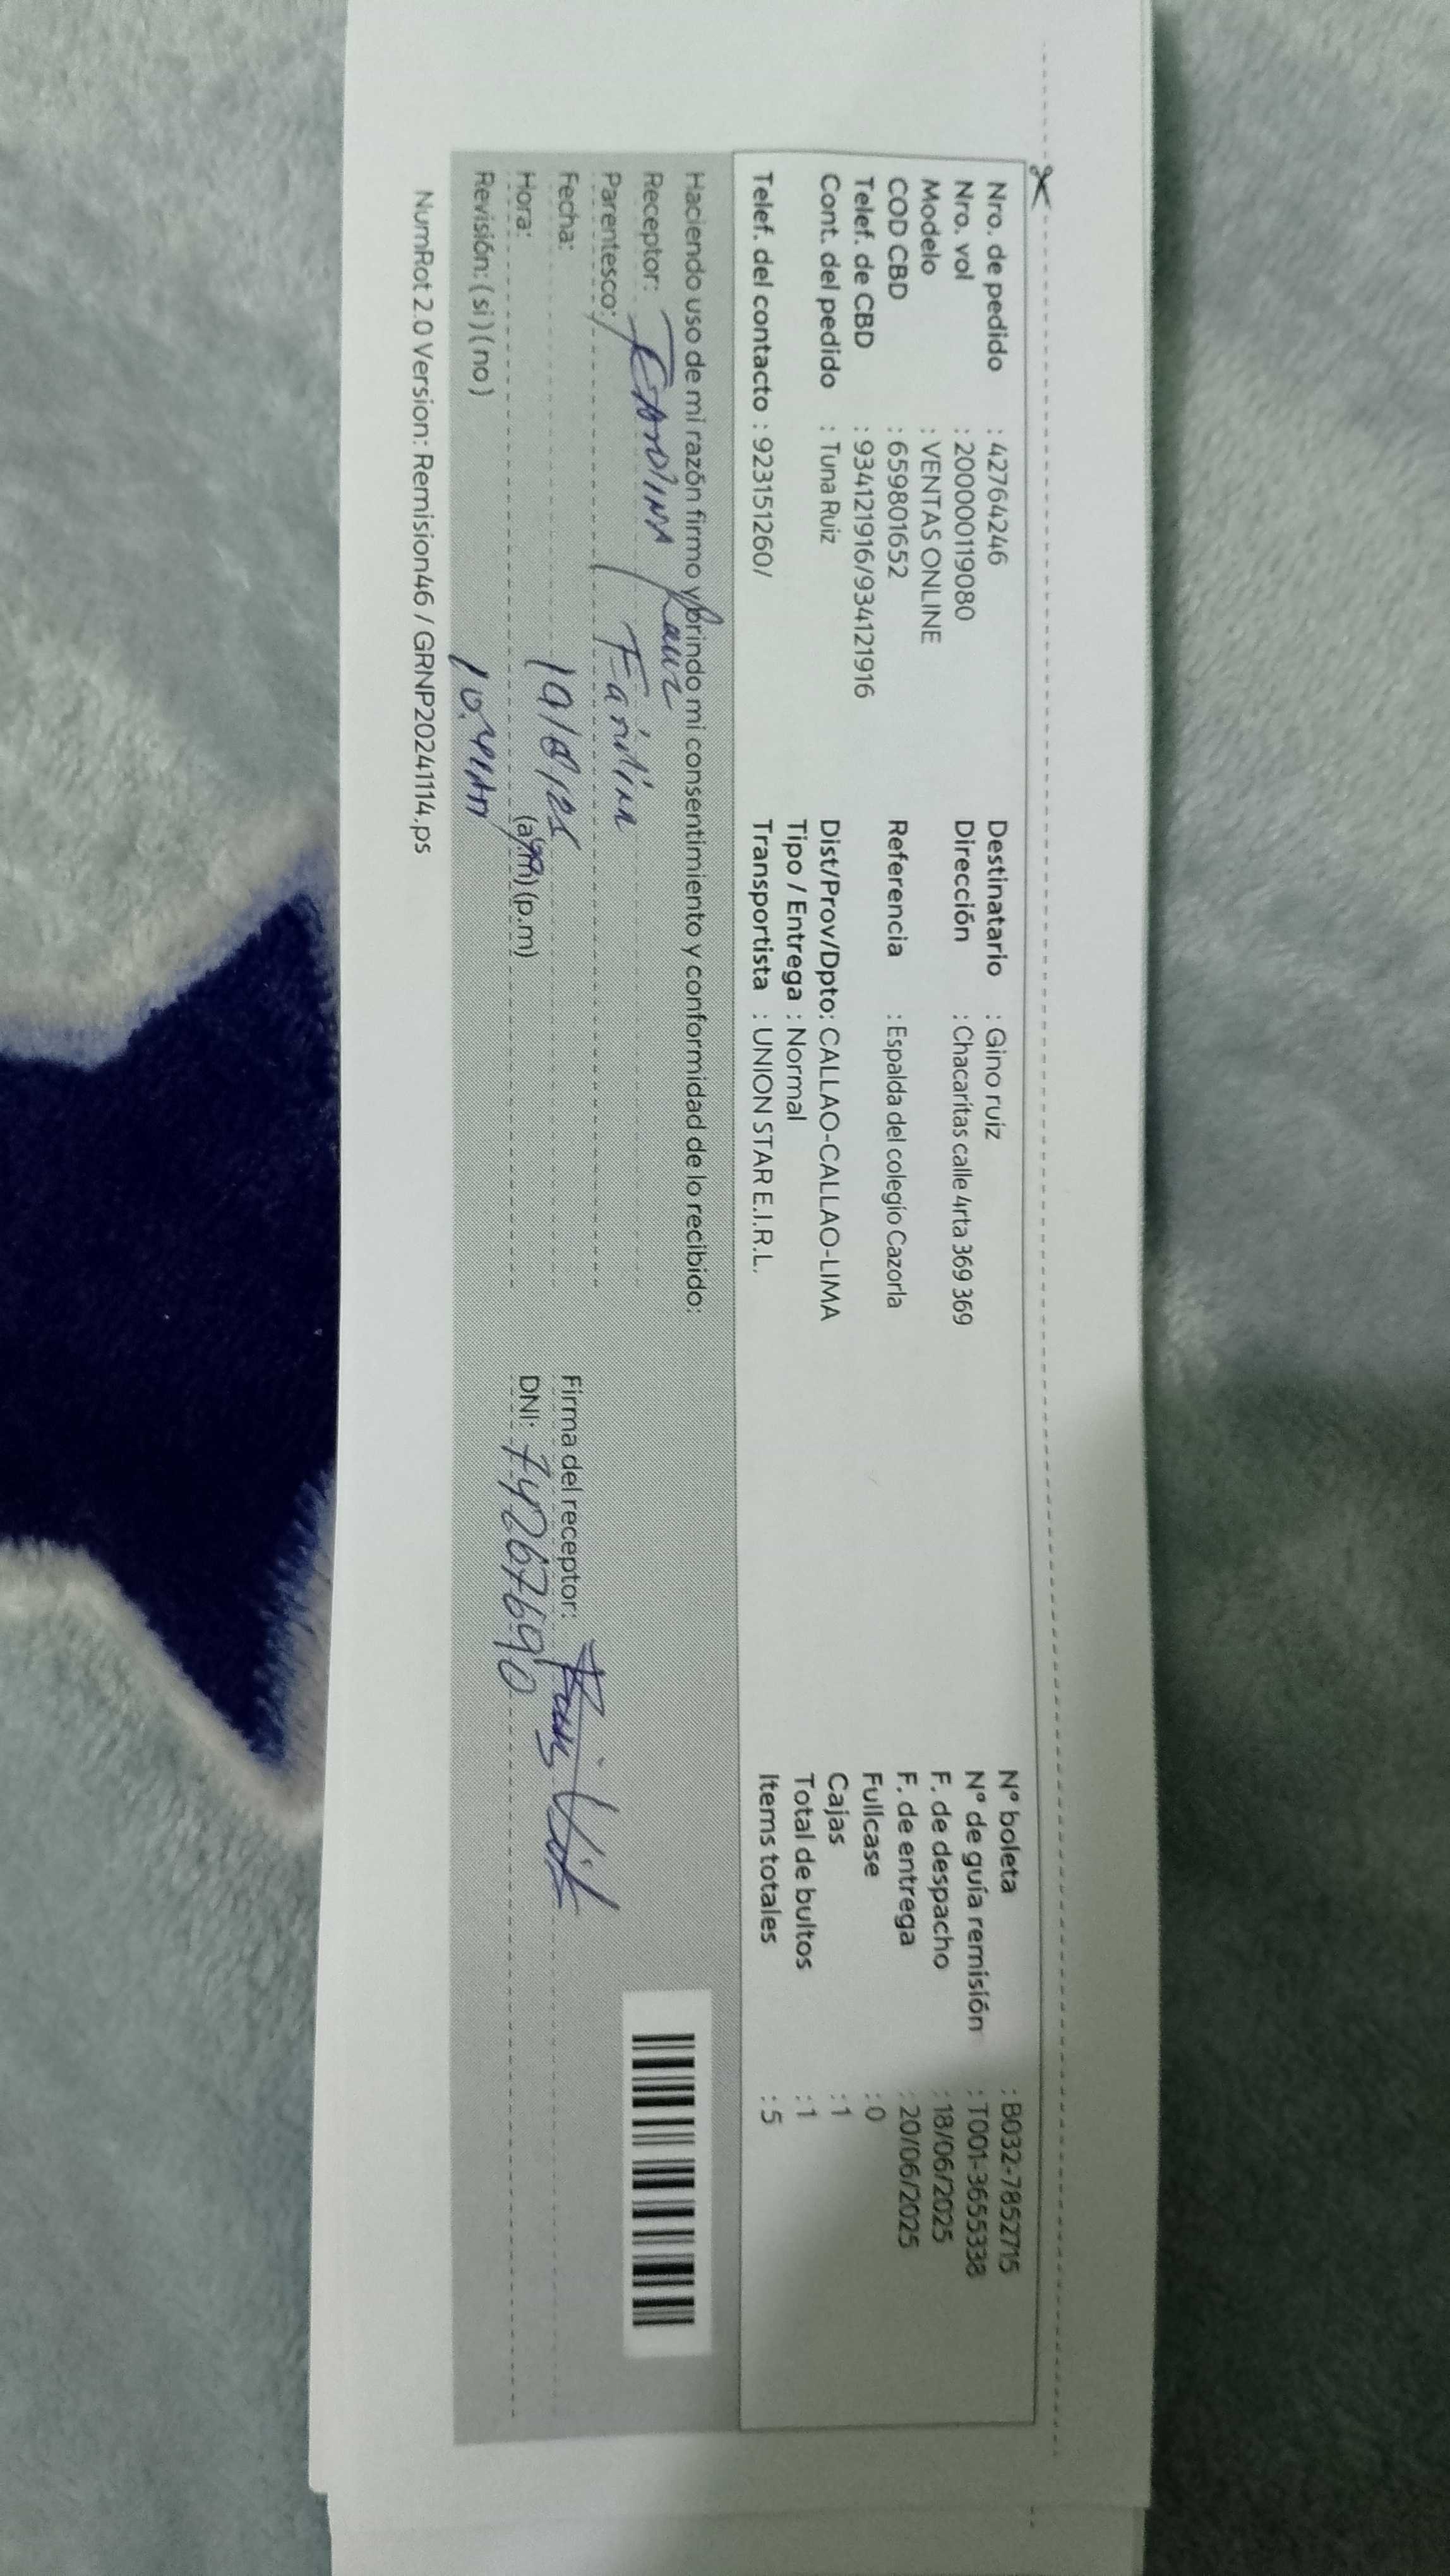 Nro. de pedido : 42764246
Nro. vol : 200000119080
Modelo : VENTAS ONLINE
COD CBD : 659801652
Telef. de CBD : 934121916/934121916
Cont. del pedido : Tuna Ruiz
Telef. del contacto : 923151260/
Destinatario : Gino ruiz
Dirección : Chacaritas calle 4rta 369 369
Referencia : Espalda del colegio Cazorla
Dist/Prov/Dpto: CALLAO-CALLAO-LIMA
Tipo / Entrega : Normal
Transportista : UNION STAR E.I.R.L.
N° boleta : B032-7852715
N° de guía remisión : T001-3655338
F. de despacho : 18/06/2025
F. de entrega : 20/06/2025
Fullcase : 0
Cajas : 1
Total de bultos : 1
Items totales : 5
Haciendo uso de mi razón firmo y brindo mi consentimiento y conformidad de lo recibido:
Receptor:
Parentesco:
Fecha:
Hora: (a.m) (p.m)
Revisión: ( si ) ( no )
Firma del receptor:
DNI: 74267690
NumRot 2.0 Version: Remision46 / GRNP20241114.ps